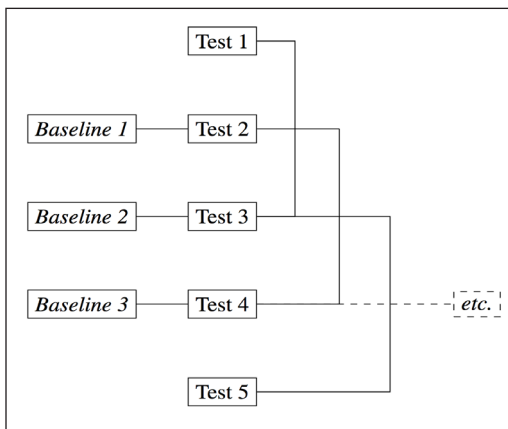 Test 1
Baseline 1 Test 2
Baseline 2 Test 3
Baseline 3 Test 4 etc.
Test 5